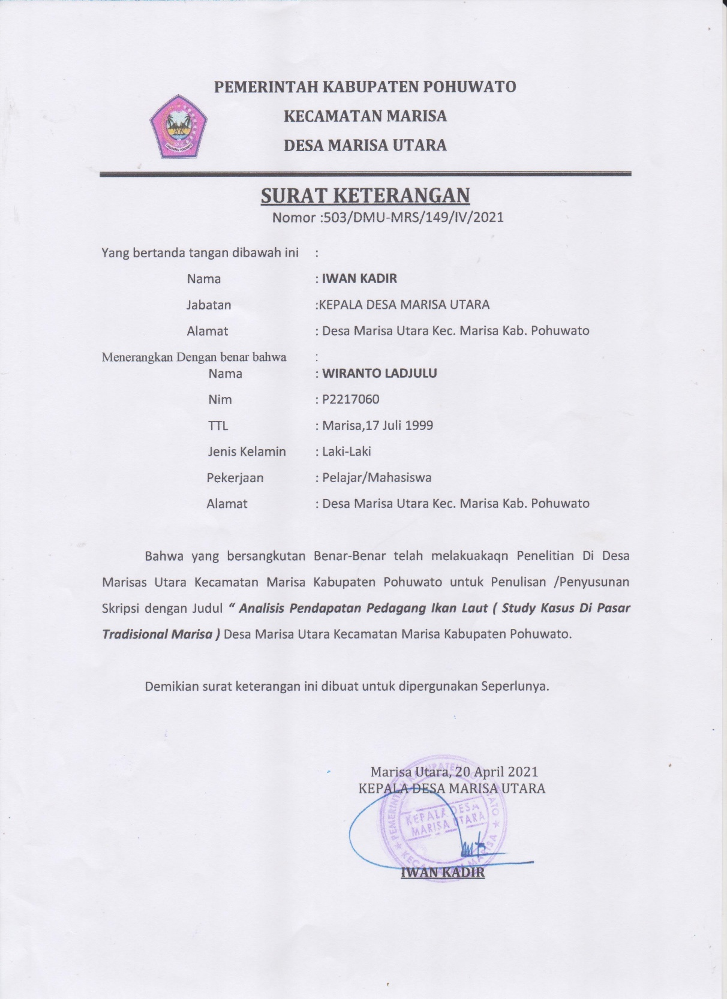 PEMERINTAH KABUPATEN POHUWATO
KECAMATAN MARISA
DESA MARISA UTARA
SURAT KETERANGAN
Nomor :503/DMU-MRS/149/IV/2021
Yang bertanda tangan dibawah ini :
Nama : IWAN KADIR
Jabatan :KEPALA DESA MARISA UTARA
Alamat : Desa Marisa Utara Kec. Marisa Kab. Pohuwato
Menerangkan Dengan benar bahwa :
Nama : WIRANTO LADJULU
Nim : P2217060
TTL : Marisa,17 Juli 1999
Jenis Kelamin : Laki-Laki
Pekerjaan : Pelajar/Mahasiswa
Alamat : Desa Marisa Utara Kec. Marisa Kab. Pohuwato
Bahwa yang bersangkutan Benar-Benar telah melakuakaqn Penelitian Di Desa
Marisas Utara Kecamatan Marisa Kabupaten Pohuwato untuk Penulisan /Penyusunan
Skripsi dengan Judul “ Analisis Pendapatan Pedagang Ikan Laut ( Study Kasus Di Pasar
Tradisional Marisa ) Desa Marisa Utara Kecamatan Marisa Kabupaten Pohuwato.
Demikian surat keterangan ini dibuat untuk dipergunakan Seperlunya.
Marisa Utara, 20 April 2021
KEPALA DESA MARISA UTARA
PEMERINTAH KABUPATEN POHUWATO
KEPALA DESA
MARISA UTARA
KECAMATAN MARISA
IWAN KADIR